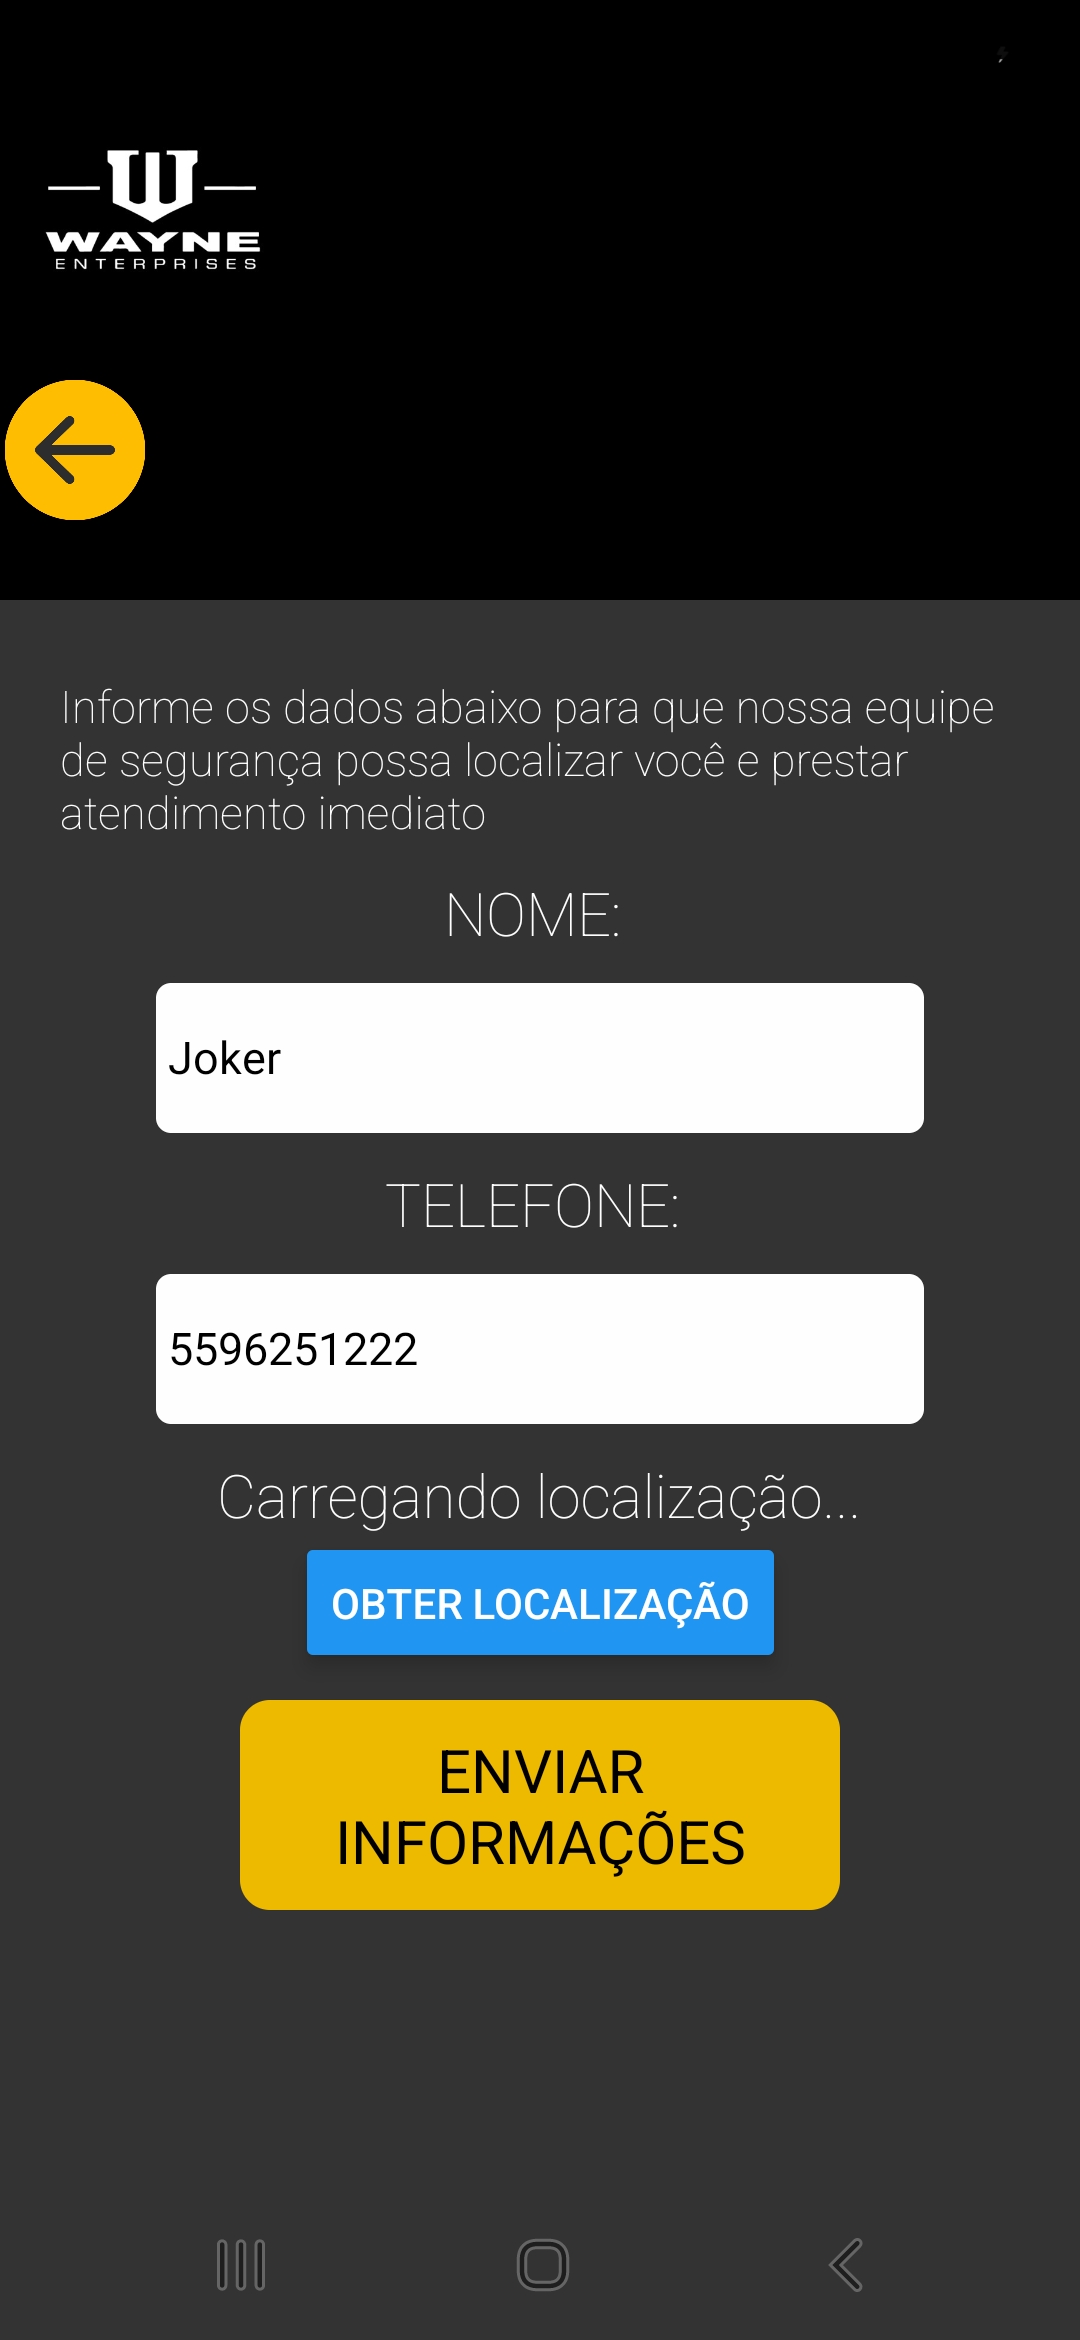 WAYNE
ENTERPRISES
Informe os dados abaixo para que nossa equipe
de segurança possa localizar você e prestar
atendimento imediato
NOME:
Joker
TELEFONE:
5596251222
Carregando localização...
OBTER LOCALIZAÇÃO
ENVIAR
INFORMAÇÕES